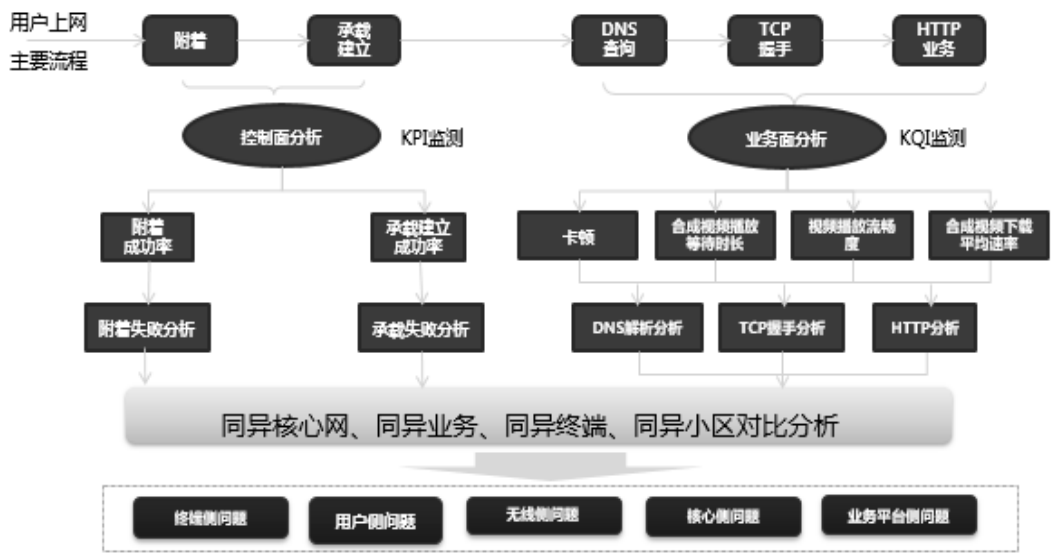 用户上网
主要流程
附着
承载
建立
DNS
查询
TCP
握手
HTTP
业务
控制面分析
KPI监测
业务面分析
KQI监测
附着
成功率
承载建立
成功率
卡顿
合成视频播放
等待时长
视频播放流畅
度
合成视频下载
平均速率
附着失败分析
承载失败分析
DNS解析分析
TCP握手分析
HTTP分析
同异核心网、同异业务、同异终端、同异小区对比分析
终端侧问题
用户侧问题
无线侧问题
核心侧问题
业务平台侧问题